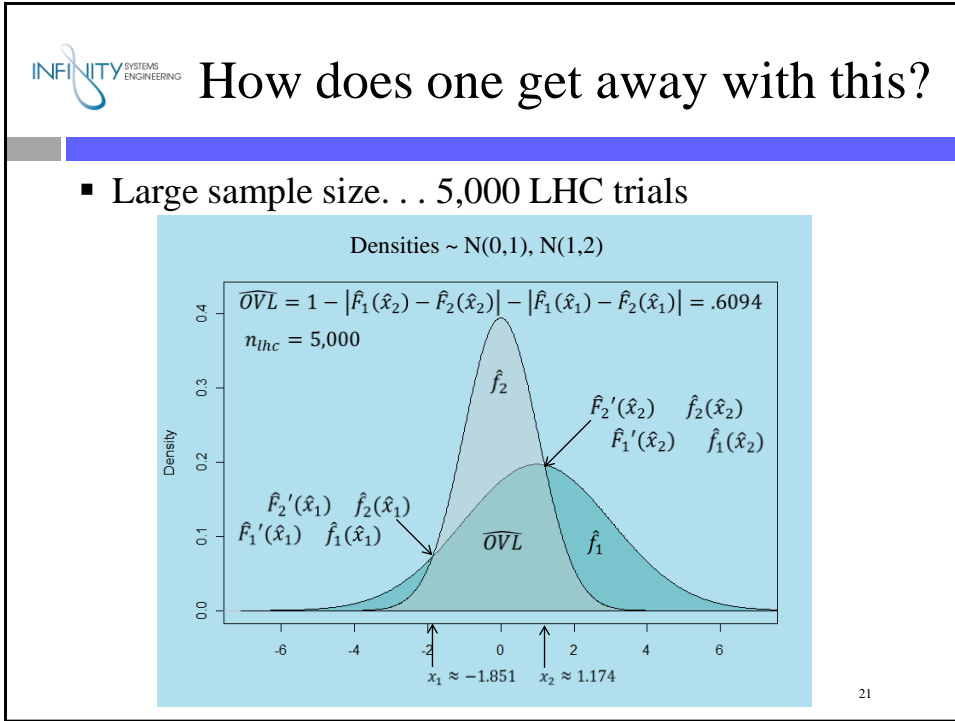 INFINITY SYSTEMS ENGINEERING
How does one get away with this?
▪ Large sample size. . . 5,000 LHC trials
Densities ~ N(0,1), N(1,2)
$\widehat{OVL} = 1 - |\hat{F}_1(\hat{x}_2) - \hat{F}_2(\hat{x}_2)| - |\hat{F}_1(\hat{x}_1) - \hat{F}_2(\hat{x}_1)| = .6094$
$n_{lhc} = 5,000$
$\hat{f}_2$
$\hat{F}_2'(\hat{x}_2)$ $\hat{f}_2(\hat{x}_2)$
$\hat{F}_1'(\hat{x}_2)$ $\hat{f}_1(\hat{x}_2)$
$\hat{F}_2'(\hat{x}_1)$ $\hat{f}_2(\hat{x}_1)$
$\hat{F}_1'(\hat{x}_1)$ $\hat{f}_1(\hat{x}_1)$
$\widehat{OVL}$
$\hat{f}_1$
Density
0.4
0.3
0.2
0.1
0.0
-6 -4 -2 0 2 4 6
$x_1 \approx -1.851$ $x_2 \approx 1.174$
21